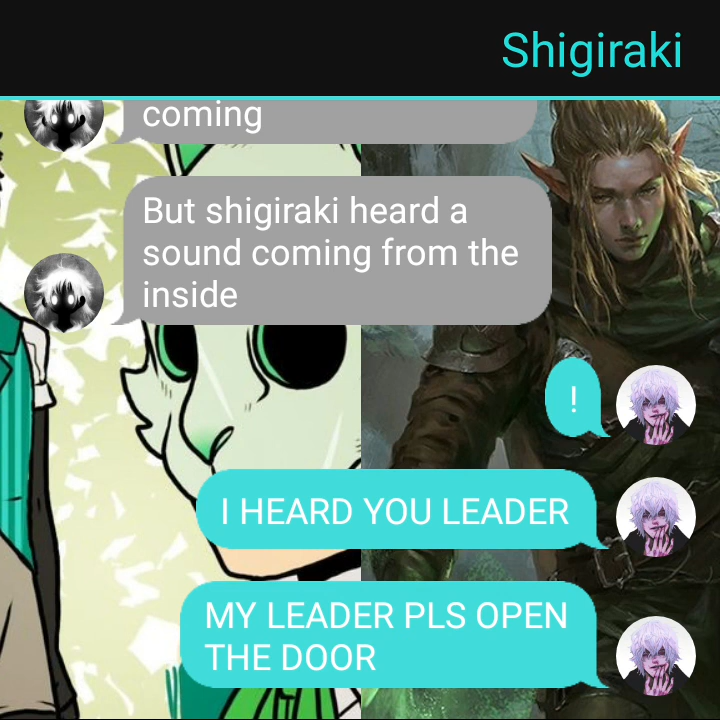 Shigiraki
coming
But shigiraki heard a
sound coming from the
inside
!
I HEARD YOU LEADER
MY LEADER PLS OPEN
THE DOOR